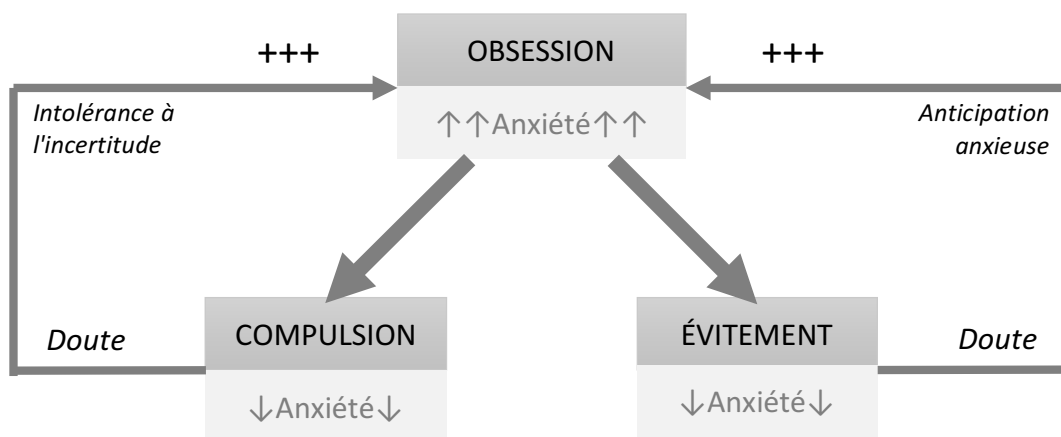 +++
OBSESSION
+++
Intolérance à
l'incertitude
↑↑Anxiété↑↑
Anticipation
anxieuse
Doute
COMPULSION
↓Anxiété↓
ÉVITEMENT
↓Anxiété↓
Doute